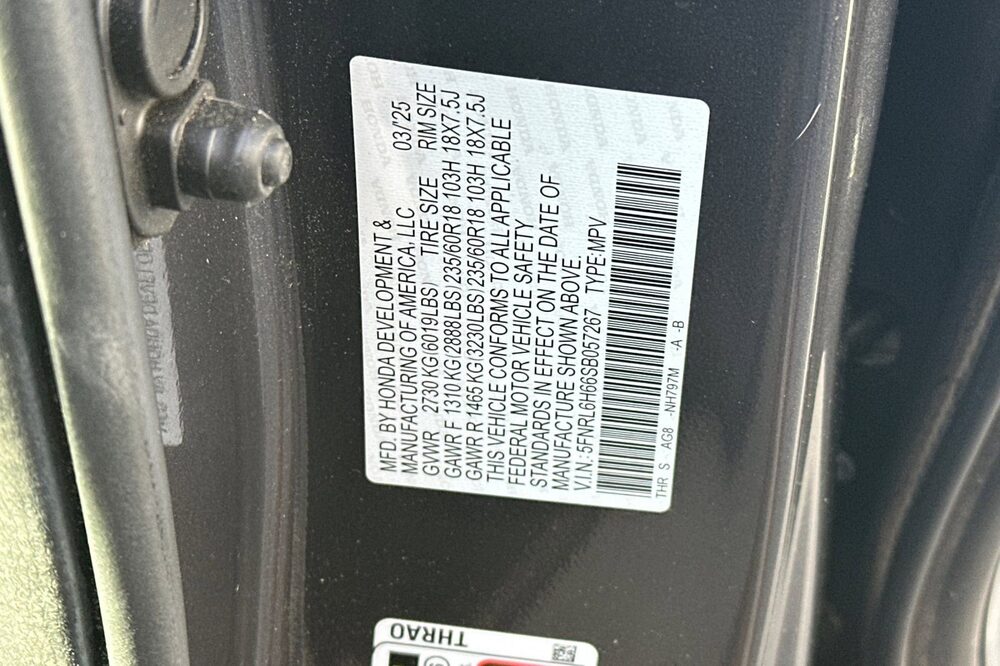 MFD. BY HONDA DEVELOPMENT &
MANUFACTURING OF AMERICA, LLC 03/'25
GVWR 2730 KG(6019LBS) TIRE SIZE RIM SIZE
GAWR F 1310 KG(2888LBS) 235/60R18 103H 18X7.5J
GAWR R 1465 KG(3230LBS) 235/60R18 103H 18X7.5J
THIS VEHICLE CONFORMS TO ALL APPLICABLE
FEDERAL MOTOR VEHICLE SAFETY
STANDARDS IN EFFECT ON THE DATE OF
MANUFACTURE SHOWN ABOVE.
V.I.N.: 5FNRL6H66SB057267 TYPE:MPV
THR S AG8 -NH797M -A -B
THRAO